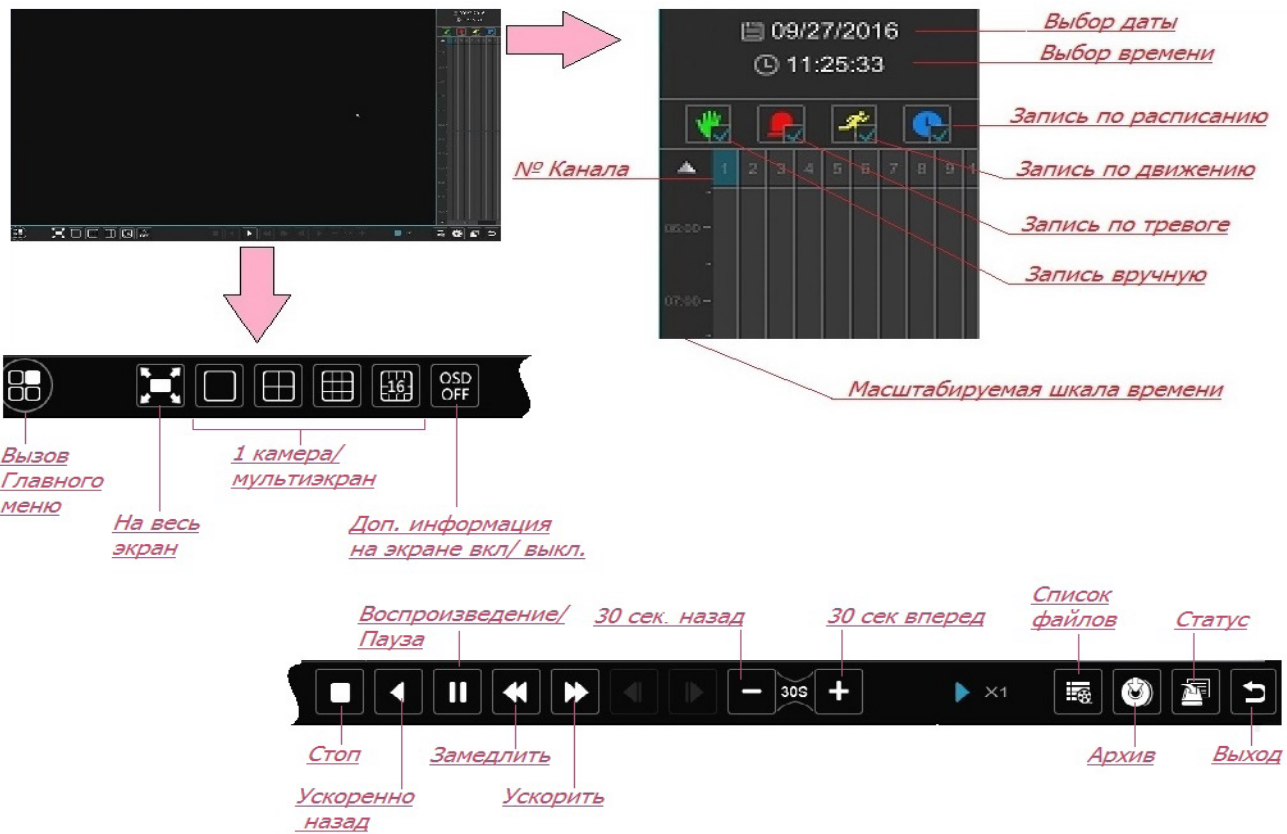 09/27/2016
Выбор даты
11:25:33
Выбор времени
Запись по расписанию
№ Канала
1 2 3 4 5 6 7 8 9 1
Запись по движению
06:00
Запись по тревоге
Запись вручную
07:00
Масштабируемая шкала времени
16
OSD
OFF
Вызов
Главного
меню
1 камера/
мультиэкран
На весь
экран
Доп. информация
на экране вкл/ выкл.
Воспроизведение/
Пауза
30 сек. назад
30 сек вперед
Список
файлов
Статус
30S
X1
Стоп
Замедлить
Архив
Выход
Ускоренно
назад
Ускорить